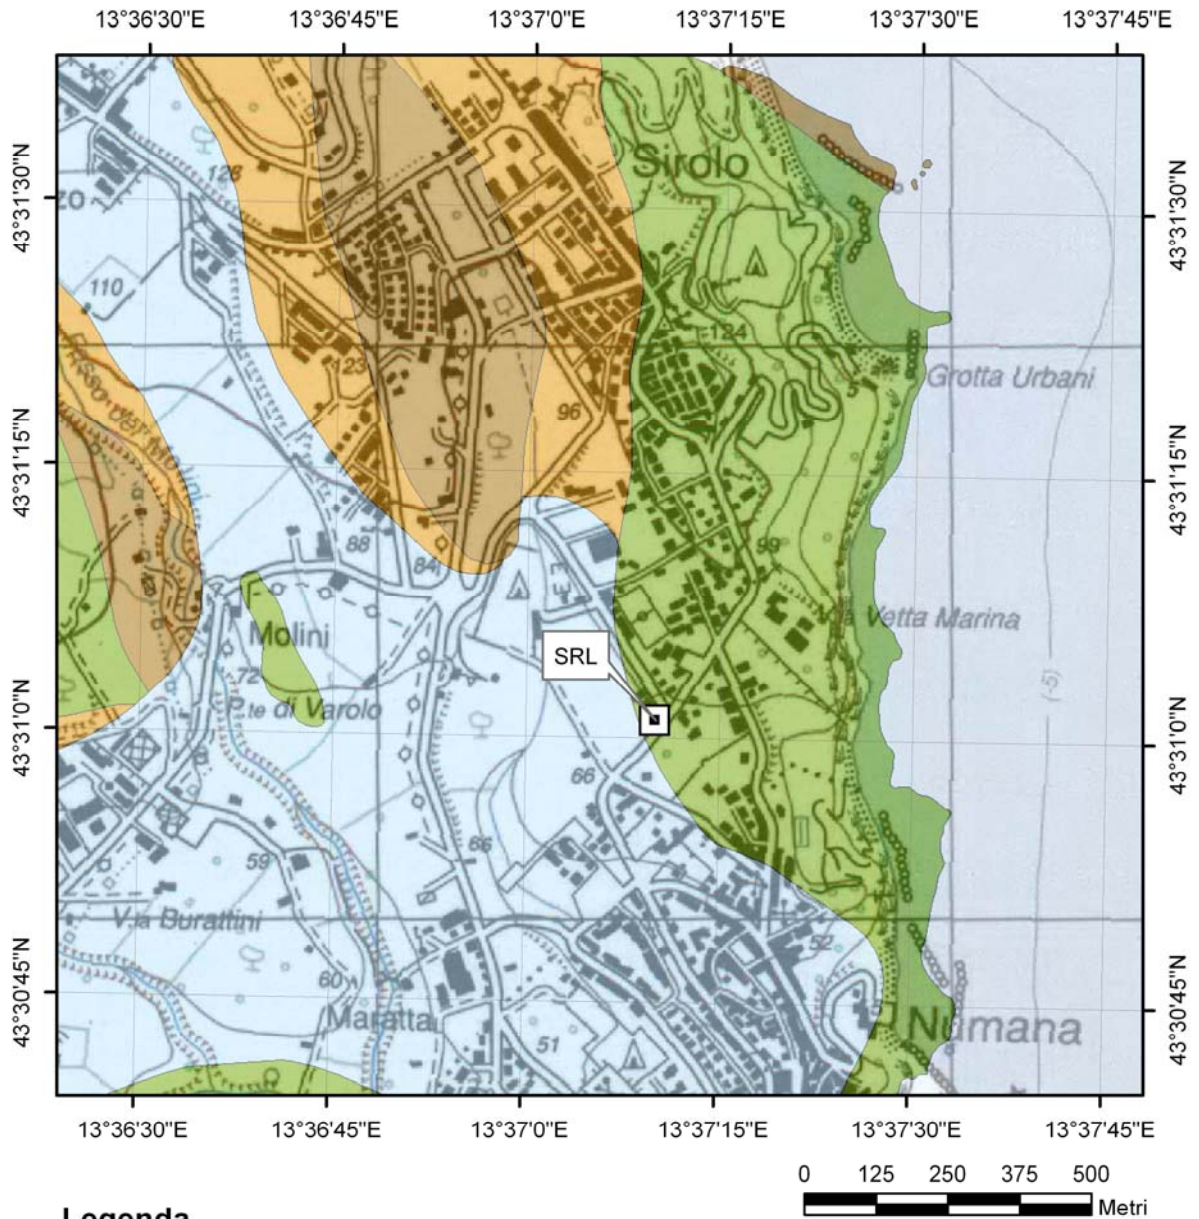 13°36'30"E 13°36'45"E 13°37'0"E 13°37'15"E 13°37'30"E 13°37'45"E
43°31'30"N
43°31'30"N
Sirolo
126
zo
110
124
123
Grotta Urbani
96
43°31'15"N
43°31'15"N
88
99
84
Molini
Vetta Marina
SRL
72
P.te di Varolo
(-5)
43°31'0"N
43°31'0"N
66
66
59
V.ia Burattini
52
60
Maratta
Numana
51
43°30'45"N
43°30'45"N
13°36'30"E 13°36'45"E 13°37'0"E 13°37'15"E 13°37'30"E 13°37'45"E
0 125 250 375 500
Metri
Legenda